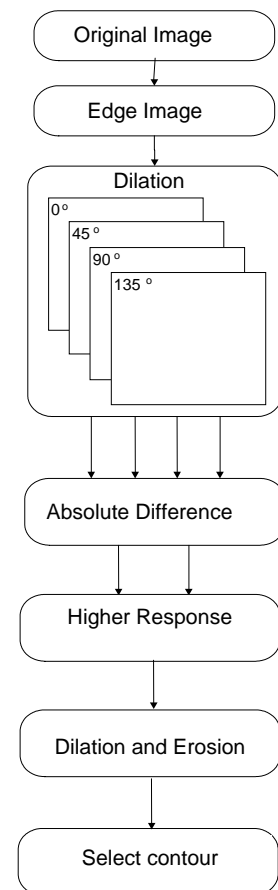 Original Image
Edge Image
Dilation
0 o
45 o
90 o
135 o
Absolute Difference
Higher Response
Dilation and Erosion
Select contour